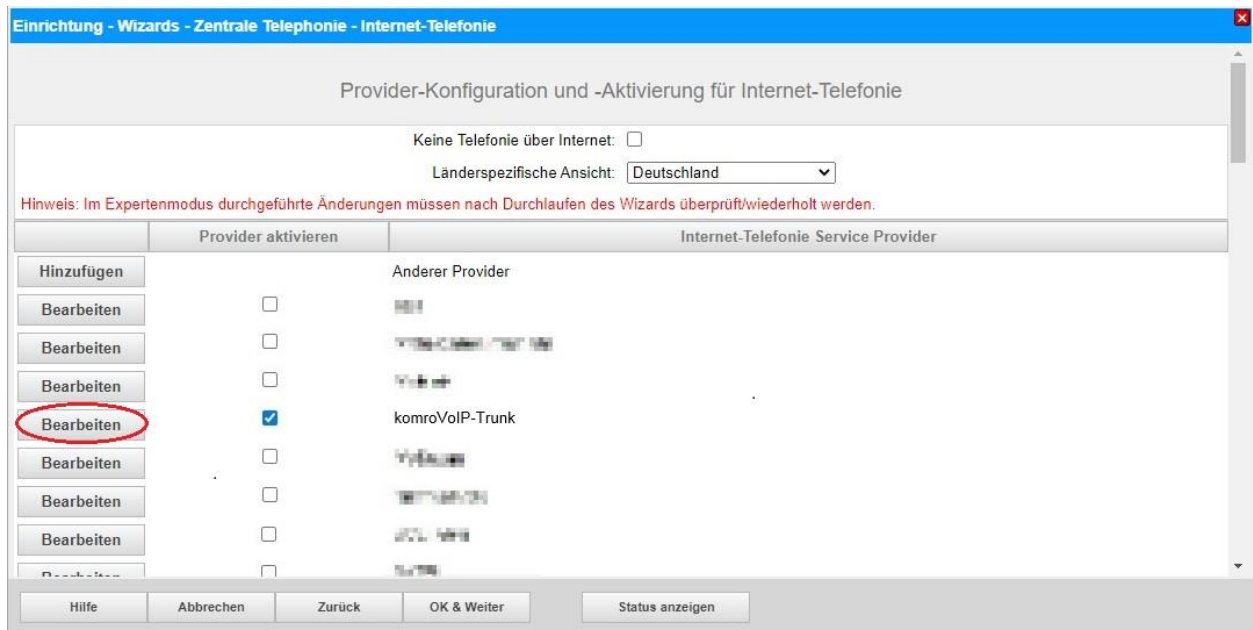 Einrichtung - Wizards - Zentrale Telephonie - Internet-Telefonie
Provider-Konfiguration und -Aktivierung für Internet-Telefonie
Keine Telefonie über Internet:
Länderspezifische Ansicht: Deutschland
Hinweis: Im Expertenmodus durchgeführte Änderungen müssen nach Durchlaufen des Wizards überprüft/wiederholt werden.
Provider aktivieren Internet-Telefonie Service Provider
Hinzufügen Anderer Provider
Bearbeiten
Bearbeiten
Bearbeiten
Bearbeiten komroVoIP-Trunk
Bearbeiten
Bearbeiten
Bearbeiten
Hilfe Abbrechen Zurück OK & Weiter Status anzeigen